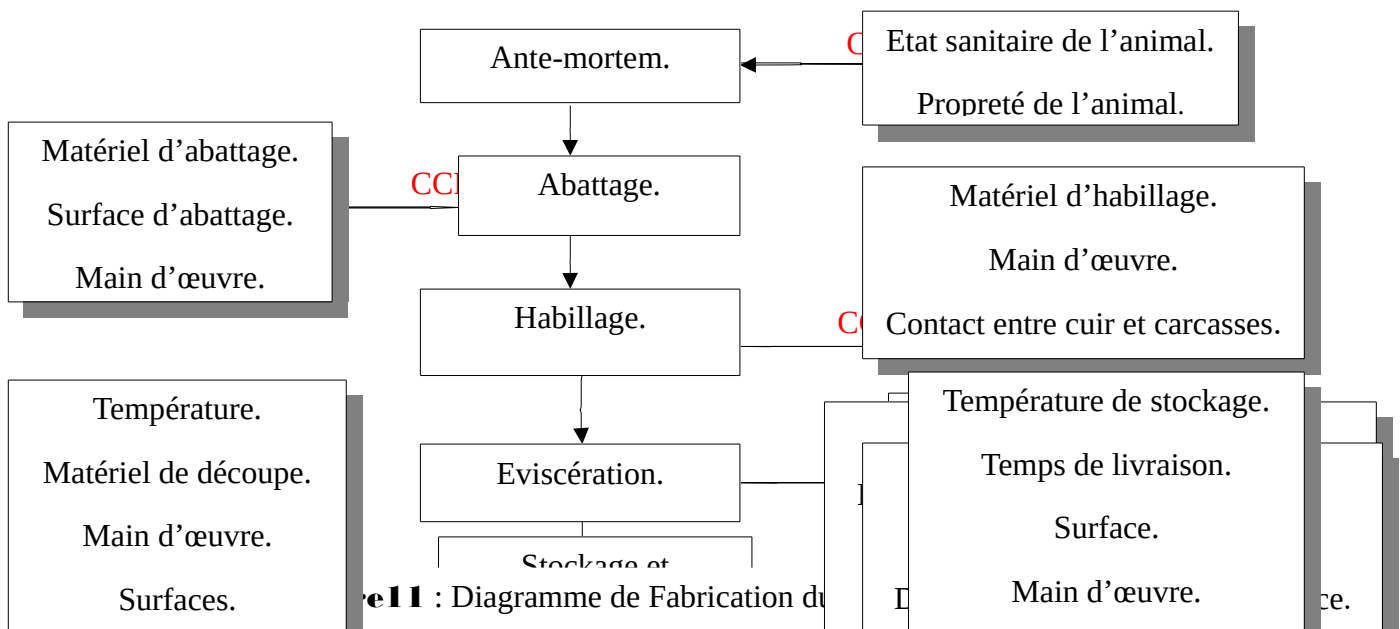 Ante-mortem.
Etat sanitaire de l’animal.
Propreté de l’animal.
Matériel d’abattage.
Surface d’abattage.
Main d’œuvre.
Abattage.
Matériel d’habillage.
Main d’œuvre.
Contact entre cuir et carcasses.
Habillage.
Température.
Matériel de découpe.
Main d’œuvre.
Surfaces.
Eviscération.
Température de stockage.
Temps de livraison.
Surface.
Main d’œuvre.
Stockage et
11 : Diagramme de Fabrication du